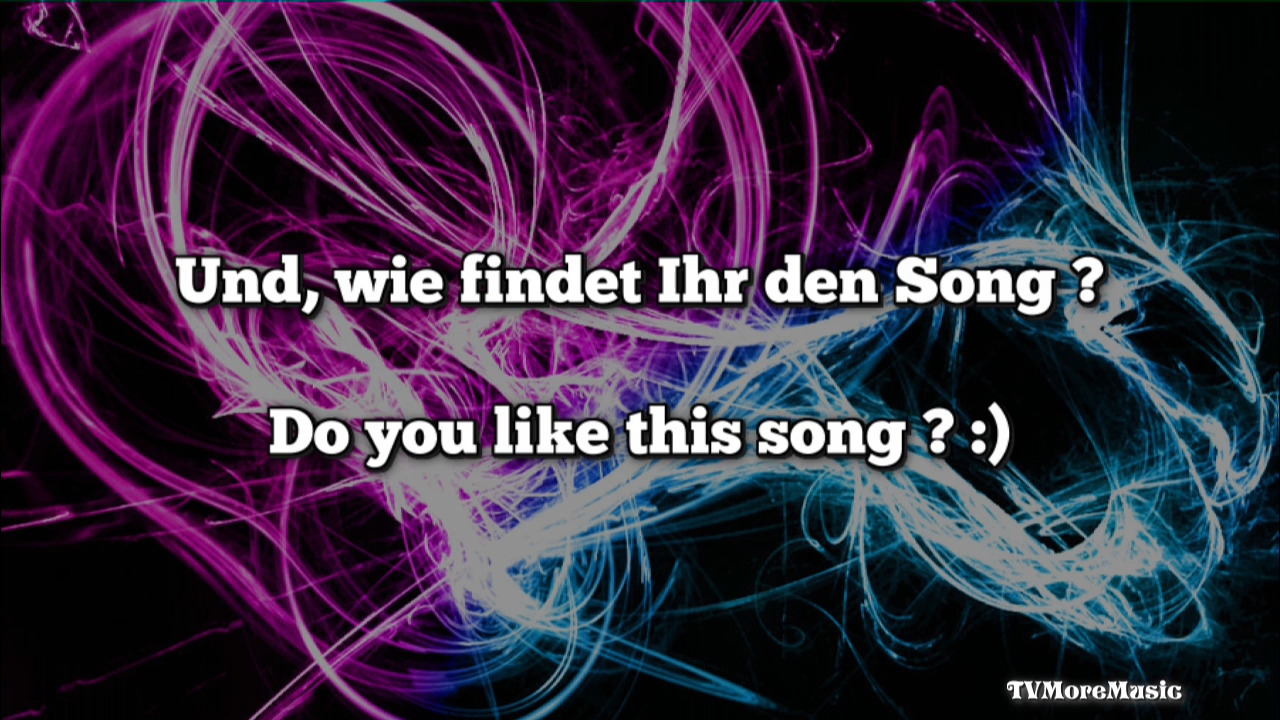 Und, wie findet Ihr den Song ?
Do you like this song ? :)
TVMoreMusic